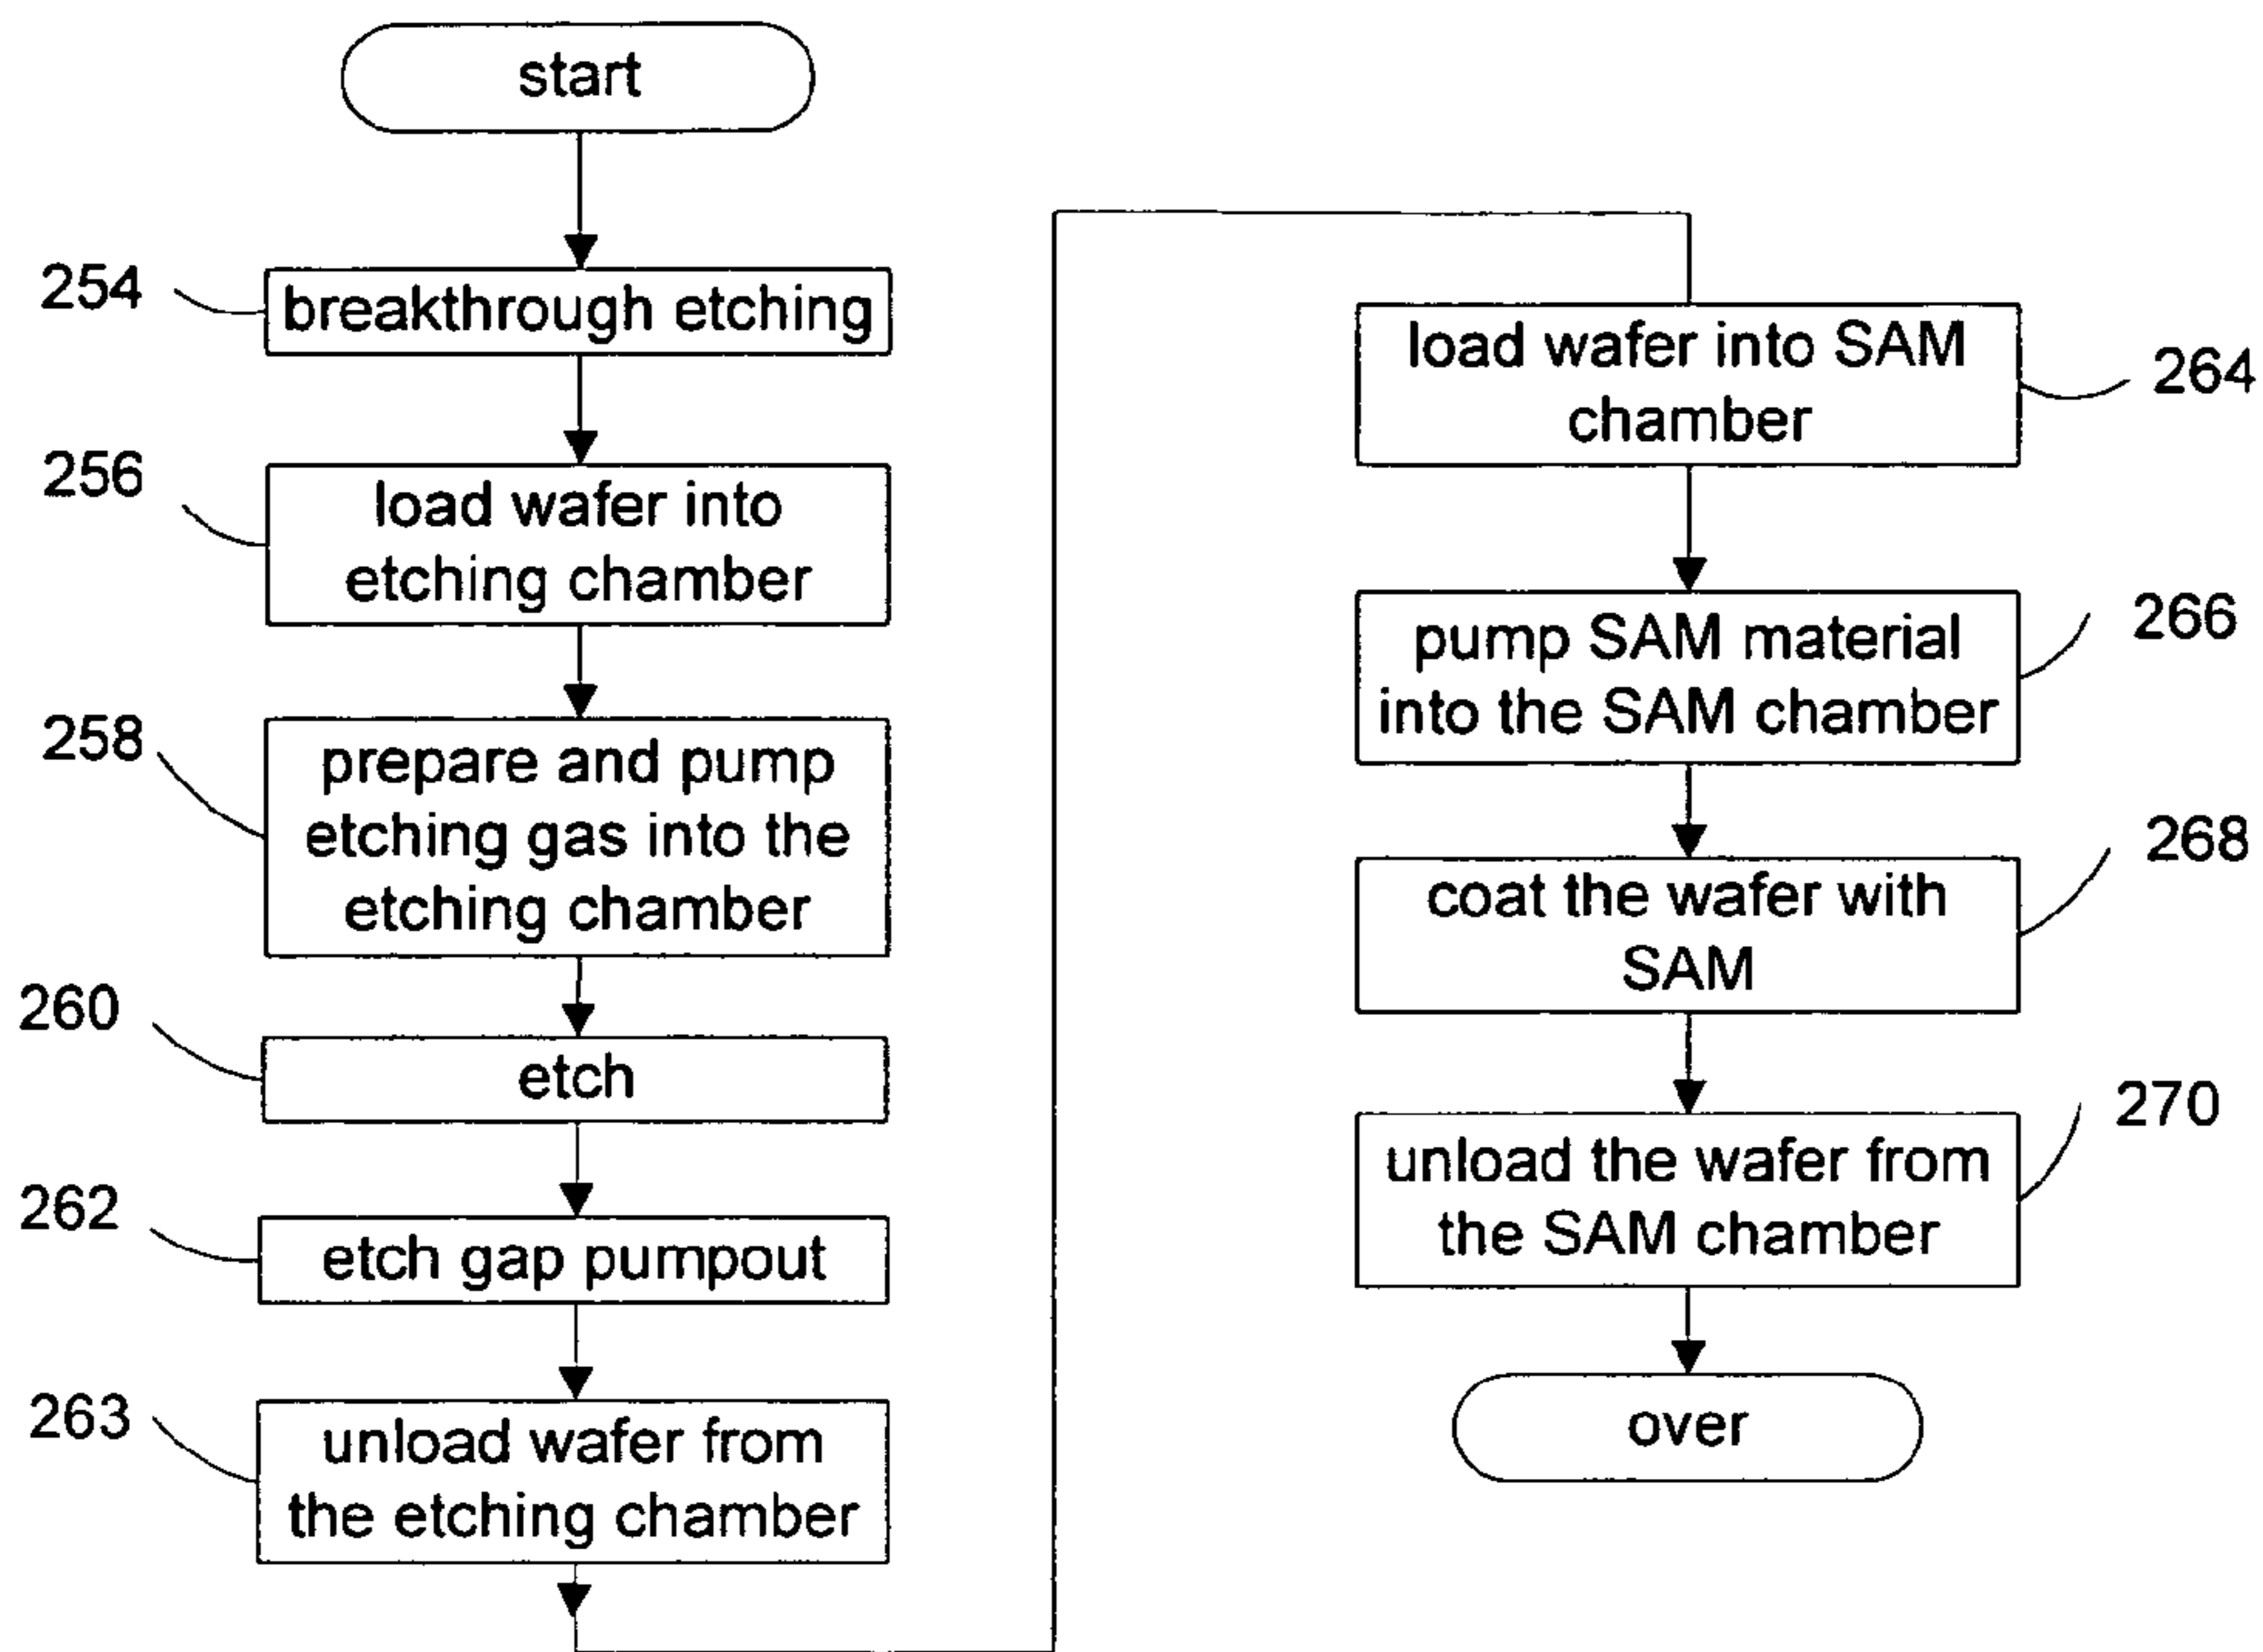 start
254
breakthrough etching
256
load wafer into
etching chamber
258
prepare and pump
etching gas into the
etching chamber
260
etch
262
etch gap pumpout
263
unload wafer from
the etching chamber
load wafer into SAM
chamber
264
pump SAM material
into the SAM chamber
266
coat the wafer with
SAM
268
unload the wafer from
the SAM chamber
270
over